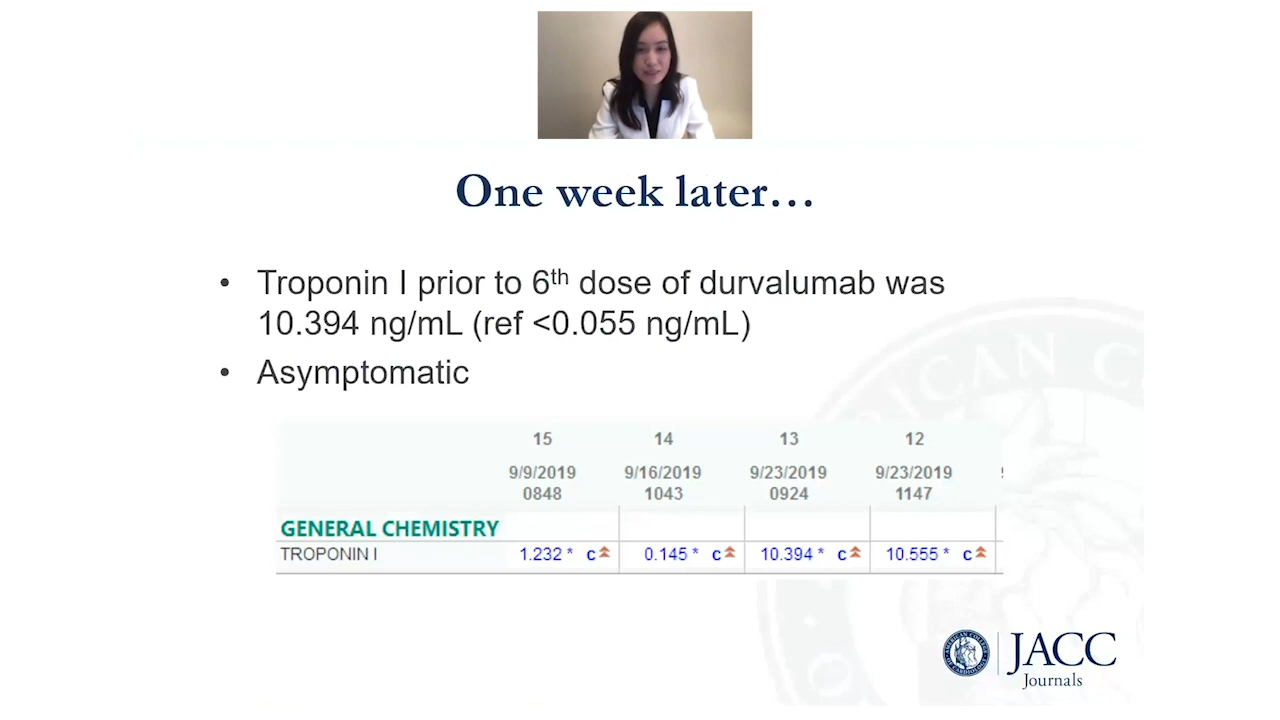 One week later…
• Troponin I prior to 6th dose of durvalumab was
10.394 ng/mL (ref <0.055 ng/mL)
• Asymptomatic
15 14 13 12
9/9/2019 9/16/2019 9/23/2019 9/23/2019
0848 1043 0924 1147
GENERAL CHEMISTRY
TROPONIN I 1.232 * c 0.145 * c 10.394 * c 10.555 * c
JACC
Journals